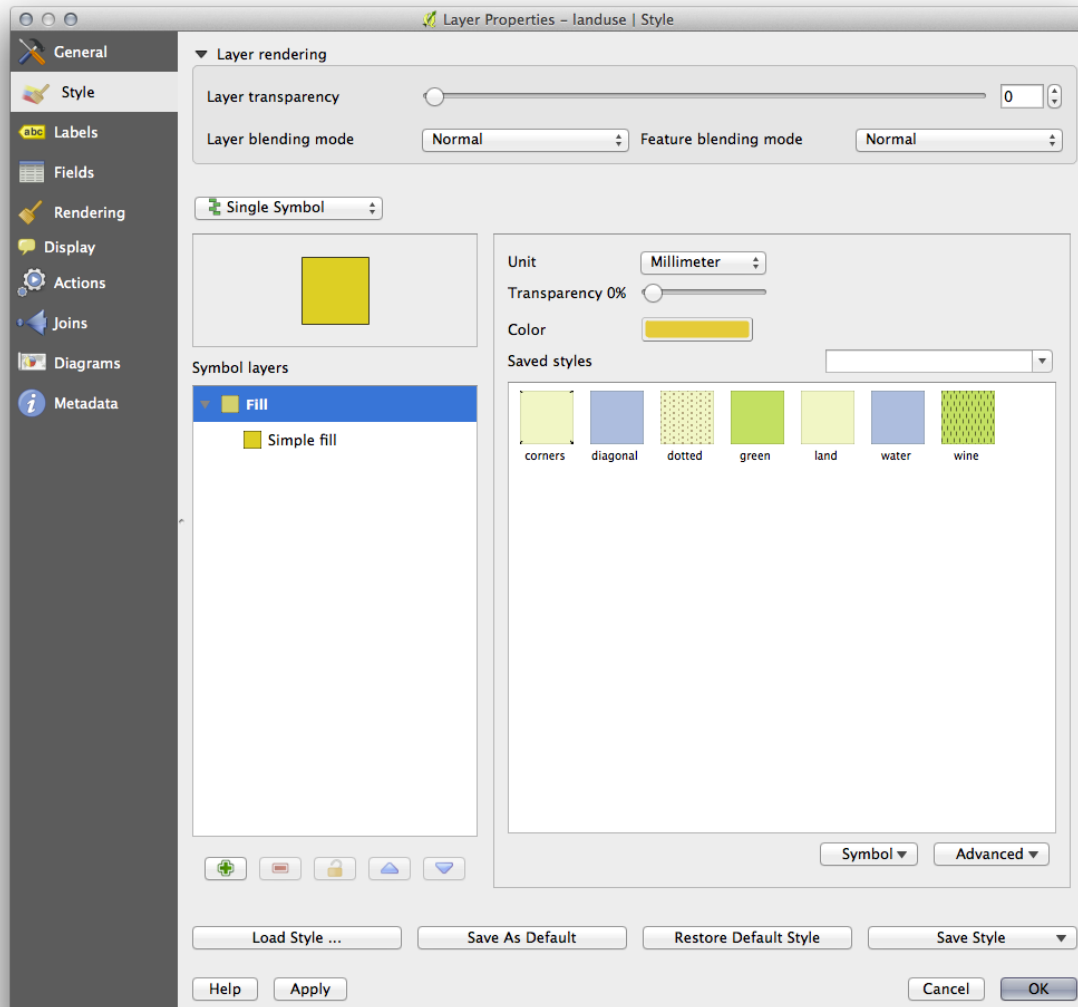 Layer Properties – landuse | Style
General
Style
abc Labels
Fields
Rendering
Display
Actions
Joins
Diagrams
i Metadata
Layer rendering
Layer transparency 0
Layer blending mode Normal Feature blending mode Normal
Single Symbol
Symbol layers
Fill
Simple fill
Unit Millimeter
Transparency 0%
Color
Saved styles
corners diagonal dotted green land water wine
Symbol Advanced
Load Style ... Save As Default Restore Default Style Save Style
Help Apply Cancel OK